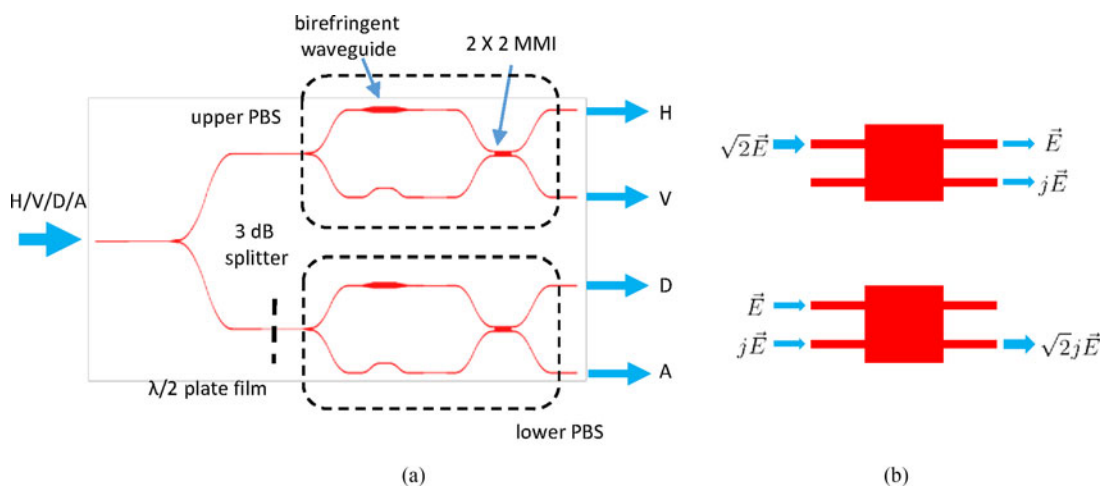 birefringent
waveguide
2 X 2 MMI
upper PBS
H
V
H/V/D/A
3 dB
splitter
D
A
λ/2 plate film
lower PBS
(a)
√2E⃗
E⃗
jE⃗
E⃗
jE⃗
√2jE⃗
(b)